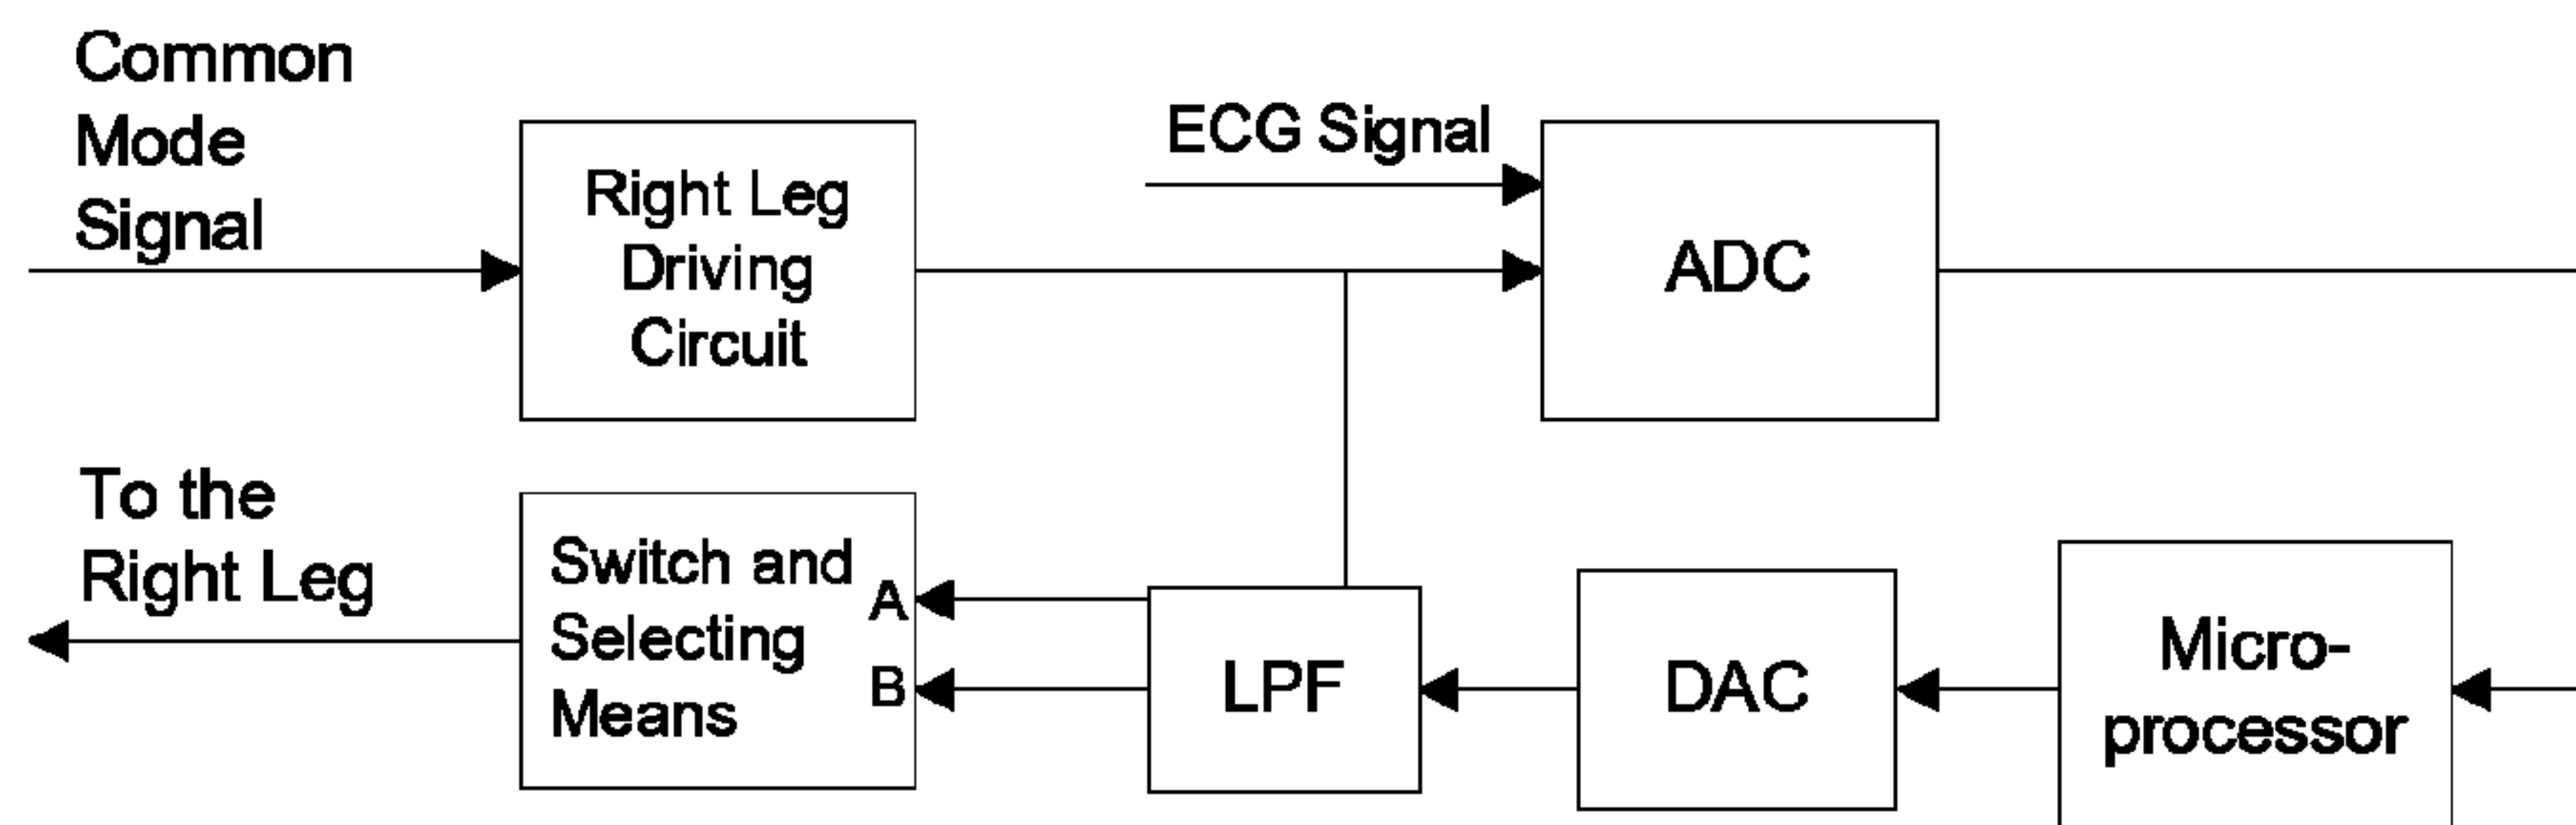 Common
Mode
Signal
Right Leg
Driving
Circuit
ECG Signal
ADC
To the
Right Leg
Switch and
Selecting
Means
A
B
LPF
DAC
Micro-
processor